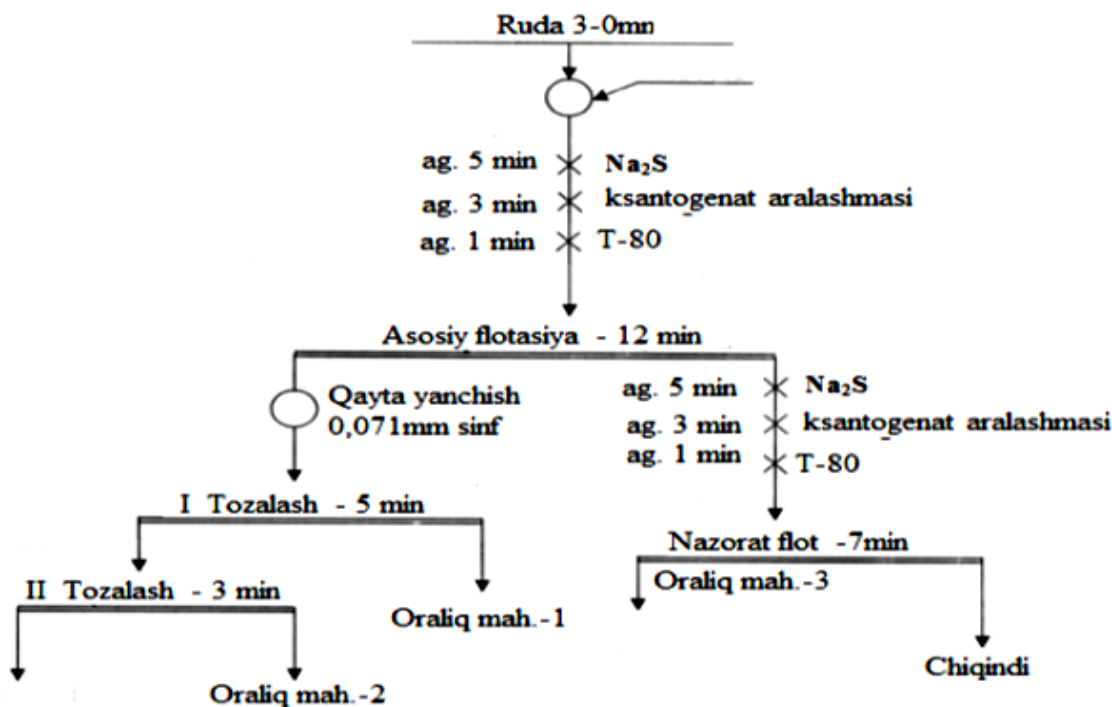 Ruda 3-0mn
ag. 5 min Na₂S
ag. 3 min ksantogenat aralashmasi
ag. 1 min T-80
Asosiy flotasiya - 12 min
Qayta yanchish
0,071mm sinf
ag. 5 min Na₂S
ag. 3 min ksantogenat aralashmasi
ag. 1 min T-80
I Tozalash - 5 min
Nazorat flot -7min
II Tozalash - 3 min
Oraliq mah.-1
Oraliq mah.-3
Oraliq mah.-2
Chiqindi